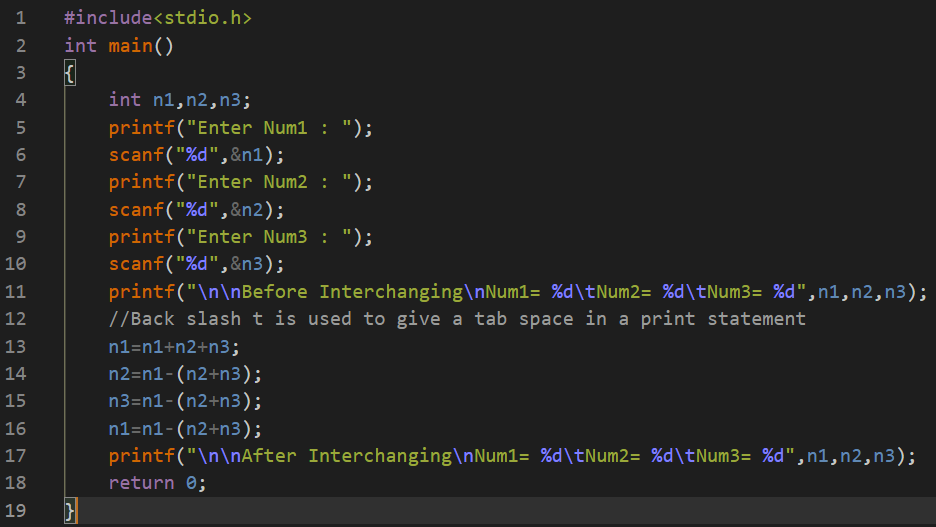 1 #include<stdio.h>
2 int main()
3 {
4 int n1,n2,n3;
5 printf("Enter Num1 : ");
6 scanf("%d",&n1);
7 printf("Enter Num2 : ");
8 scanf("%d",&n2);
9 printf("Enter Num3 : ");
10 scanf("%d",&n3);
11 printf("\n\nBefore Interchanging\nNum1= %d\tNum2= %d\tNum3= %d",n1,n2,n3);
12 //Back slash t is used to give a tab space in a print statement
13 n1=n1+n2+n3;
14 n2=n1-(n2+n3);
15 n3=n1-(n2+n3);
16 n1=n1-(n2+n3);
17 printf("\n\nAfter Interchanging\nNum1= %d\tNum2= %d\tNum3= %d",n1,n2,n3);
18 return 0;
19 }